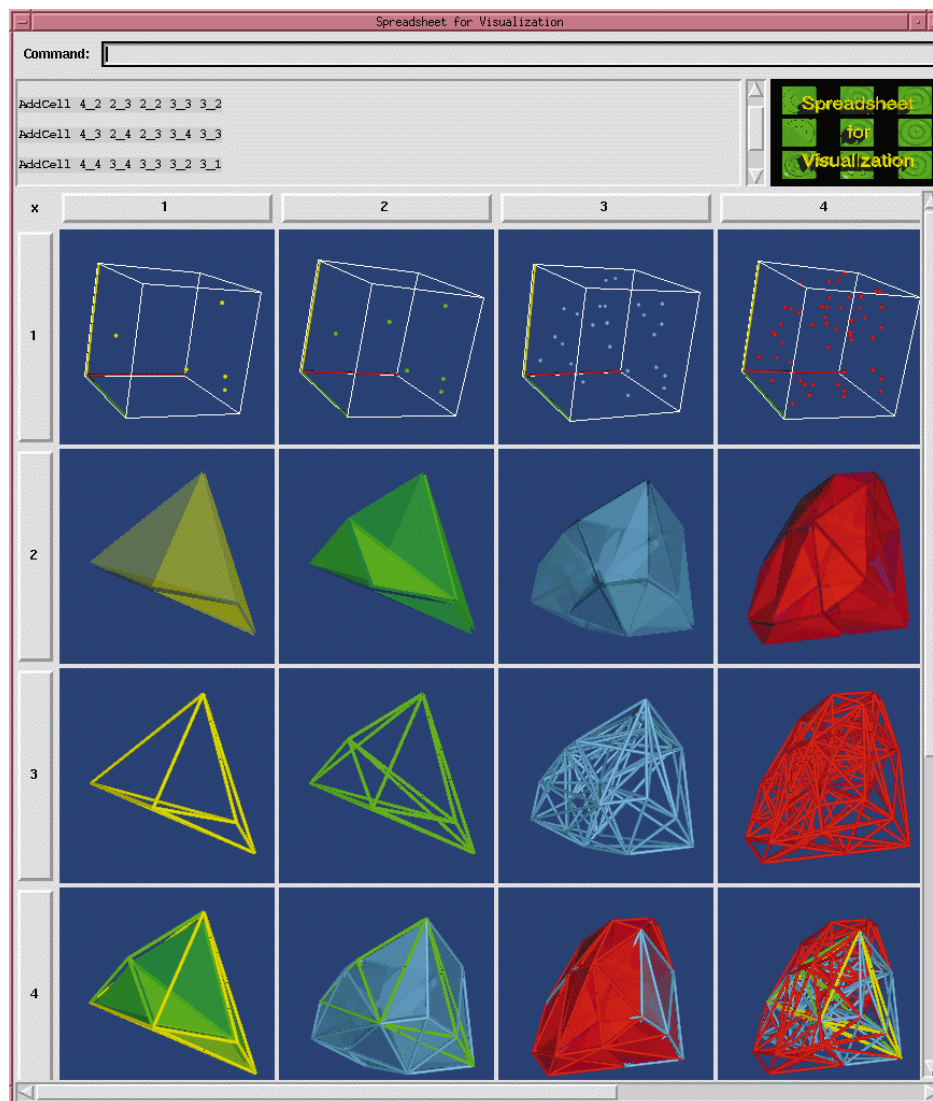 Spreadsheet for Visualization
Command:
AddCell 4_2 2_3 2_2 3_3 3_2
AddCell 4_3 2_4 2_3 3_4 3_3
AddCell 4_4 3_4 3_3 3_2 3_1
Spreadsheet
for
Visualization
x 1 2 3 4
1
2
3
4